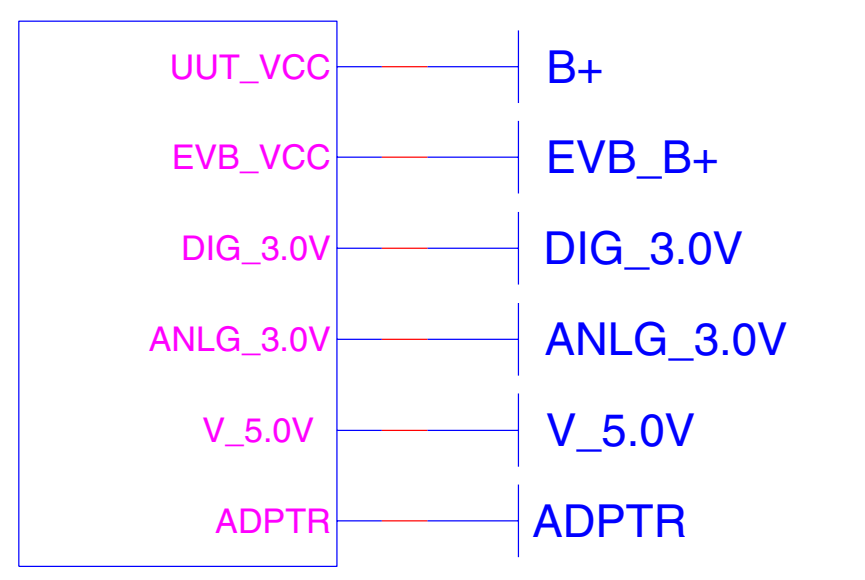 UUT_VCC B+
EVB_VCC EVB_B+
DIG_3.0V DIG_3.0V
ANLG_3.0V ANLG_3.0V
V_5.0V V_5.0V
ADPTR ADPTR